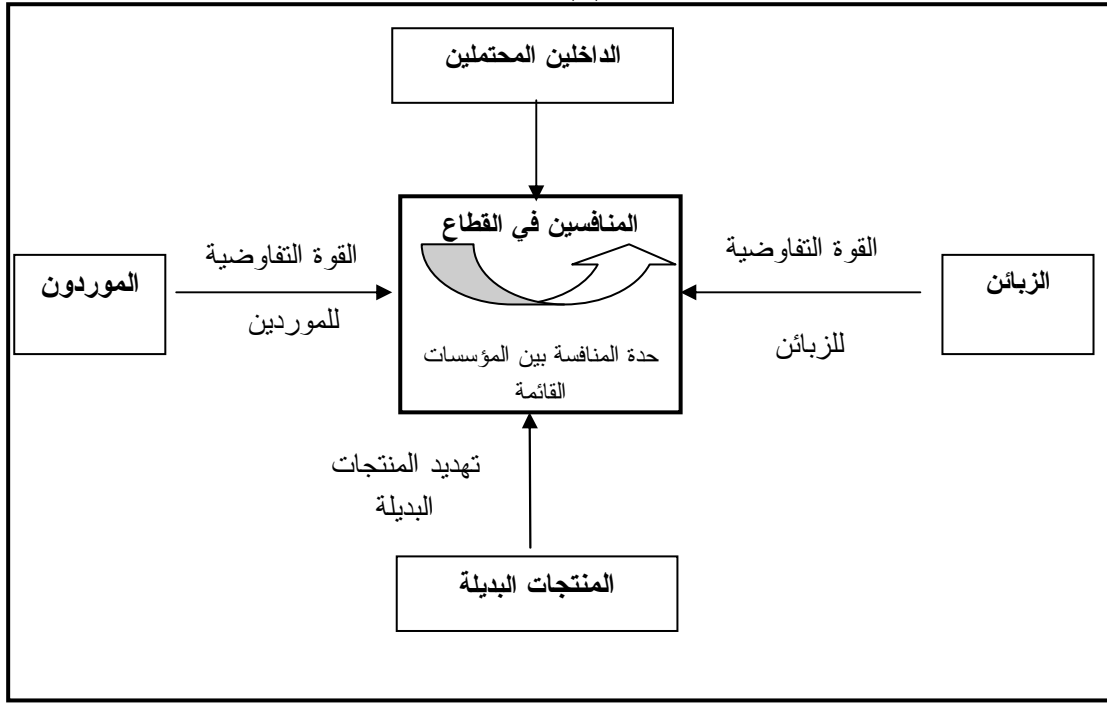 الداخلين المحتملين
المنافسين في القطاع
القوة التفاوضية
الزبائن
للزبائن
القوة التفاوضية
الموردون
للموردين
حدة المنافسة بين المؤسسات
القائمة
تهديد المنتجات
البديلة
المنتجات البديلة